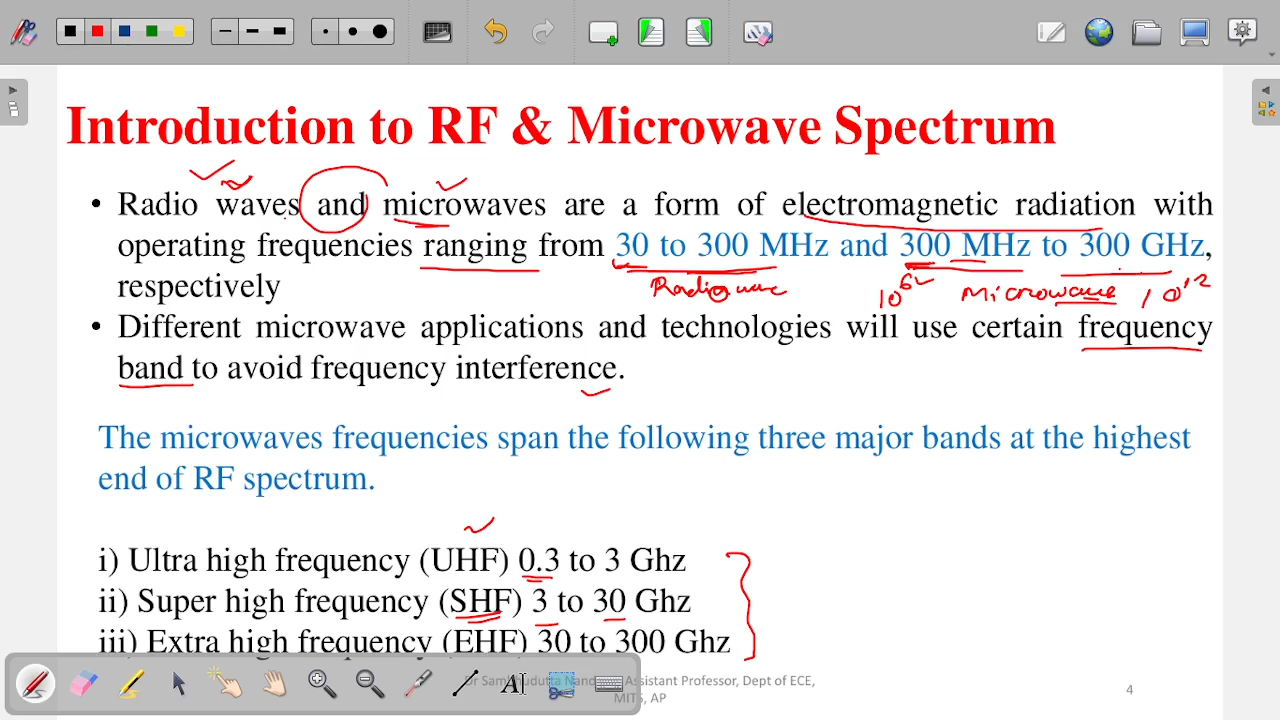 Introduction to RF & Microwave Spectrum
• Radio waves and microwaves are a form of electromagnetic radiation with
operating frequencies ranging from 30 to 300 MHz and 300 MHz to 300 GHz,
respectively
Radio wave
Microwave
10¹²
• Different microwave applications and technologies will use certain frequency
band to avoid frequency interference.
The microwaves frequencies span the following three major bands at the highest
end of RF spectrum.
i) Ultra high frequency (UHF) 0.3 to 3 Ghz
ii) Super high frequency (SHF) 3 to 30 Ghz
iii) Extra high frequency (EHF) 30 to 300 Ghz
Assistant Professor, Dept of ECE,
AP
4